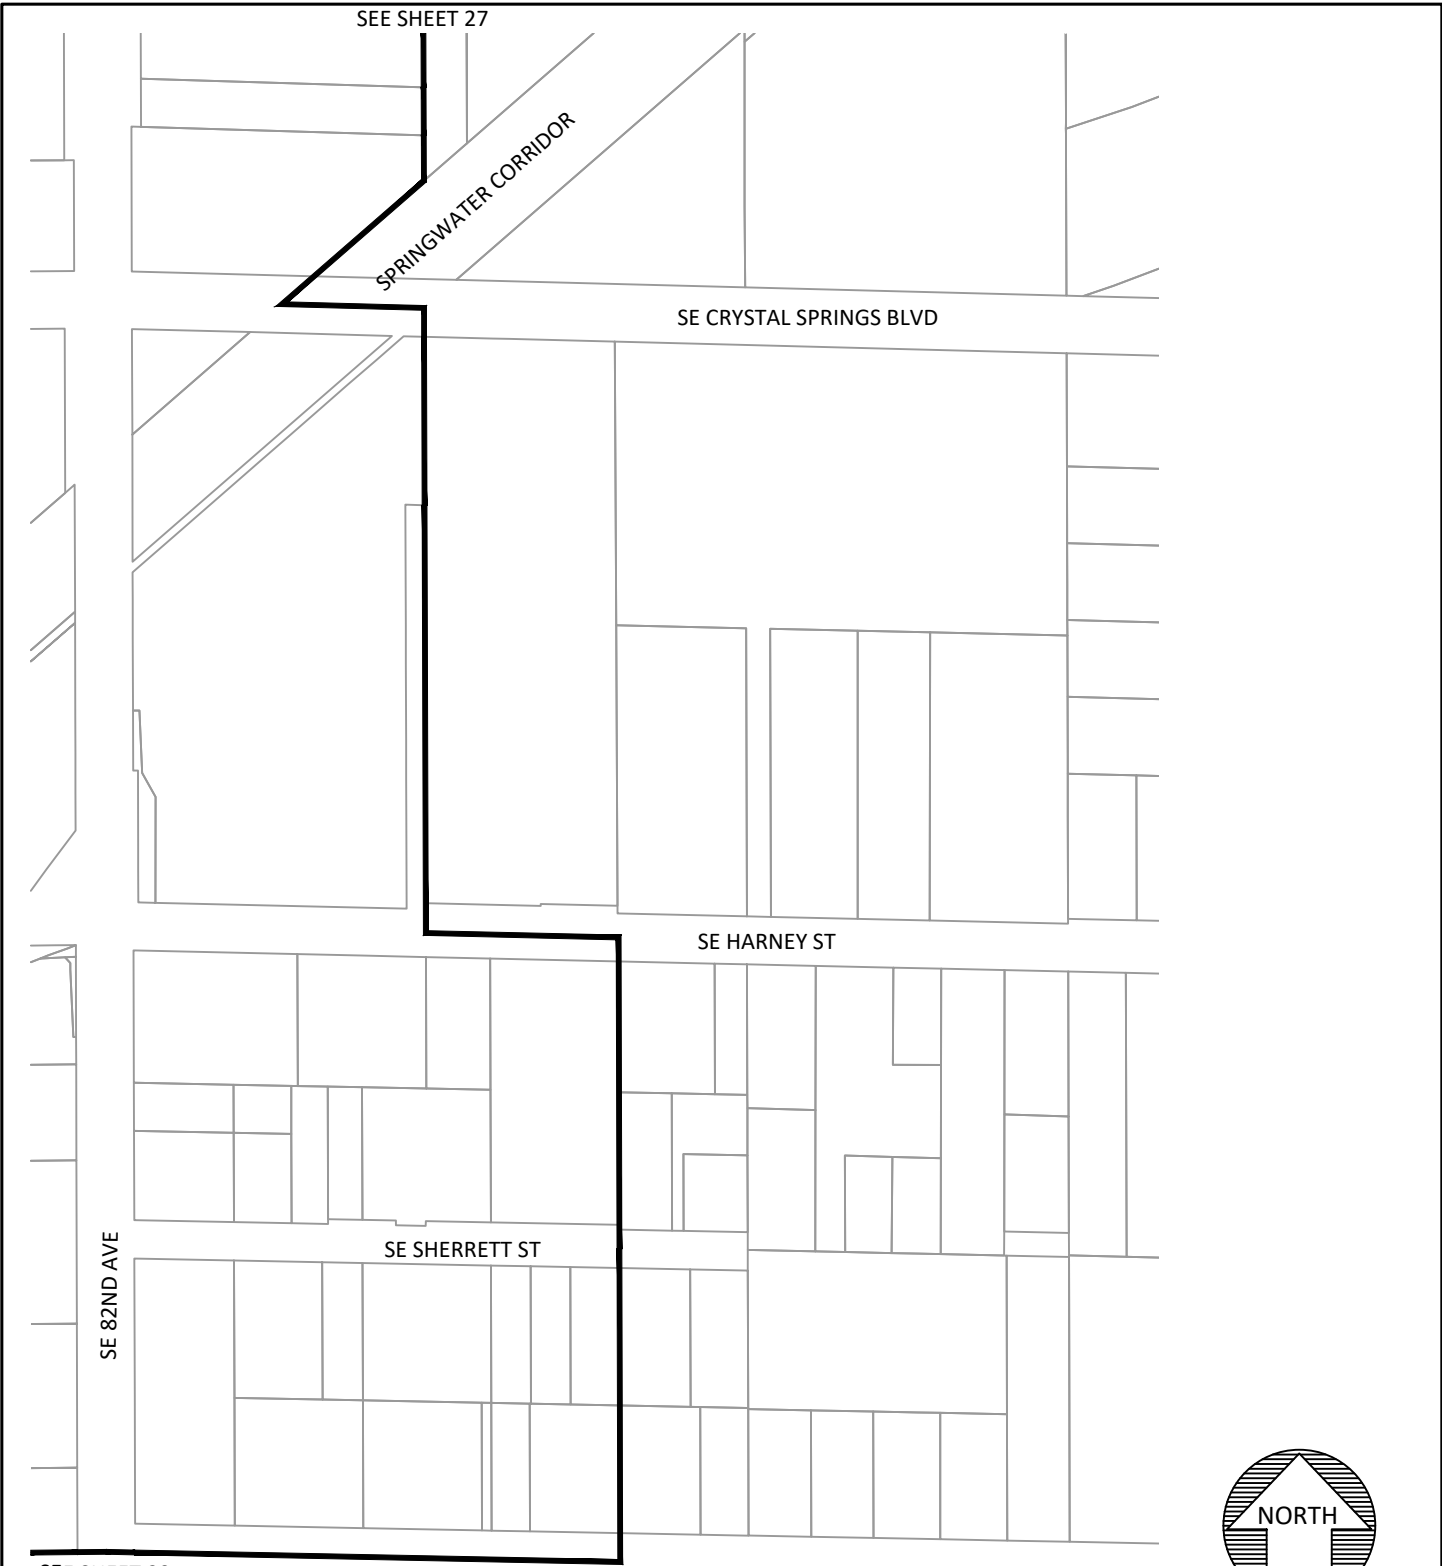 SEE SHEET 27
SPRINGWATER CORRIDOR
SE CRYSTAL SPRINGS BLVD
SE HARNEY ST
SE SHERRETT ST
SE 82ND AVE
NORTH